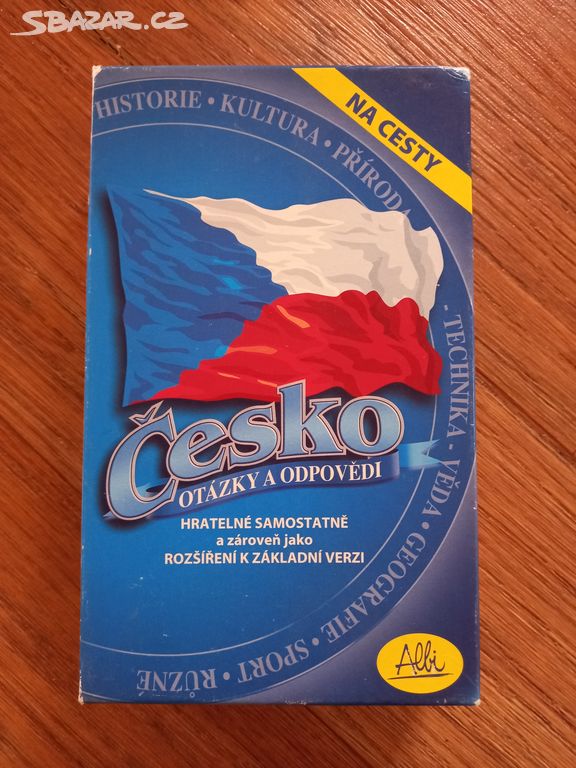 SBAZAR.CZ
NA CESTY
HISTORIE • KULTURA • PŘÍRODA - TECHNIKA - VĚDA • GEOGRAFIE • SPORT • RŮZNÉ
Česko
OTÁZKY A ODPOVĚDI
HRATELNÉ SAMOSTATNĚ
a zároveň jako
ROZŠÍŘENÍ K ZÁKLADNÍ VERZI
Albi